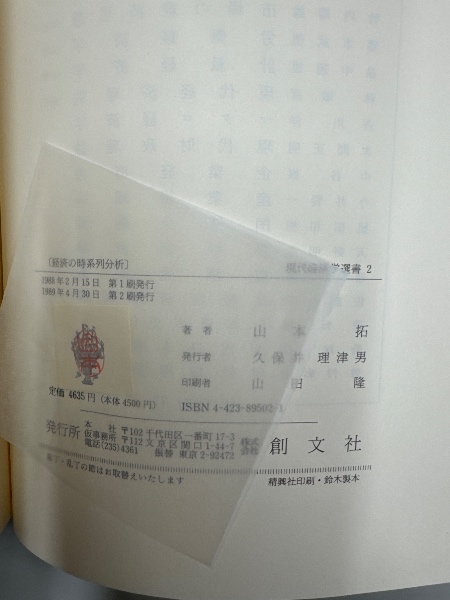 〔経済の時系列分析〕
現代経済学選書 2
1988年2月15日 第1刷発行
1989年4月30日 第2刷発行
著者 山本 拓
発行者 久保井 理津男
印刷者 山田 隆
定価 4635円（本体4500円）
ISBN 4-423-89502-1
発行所
本社 〒102 千代田区一番町17-3
仮事務所 〒112 文京区関口1-44-7
電話(235)4361 振替 東京2-92472
株式会社 創文社
落丁・乱丁の節はお取替えいたします
精興社印刷・鈴木製本